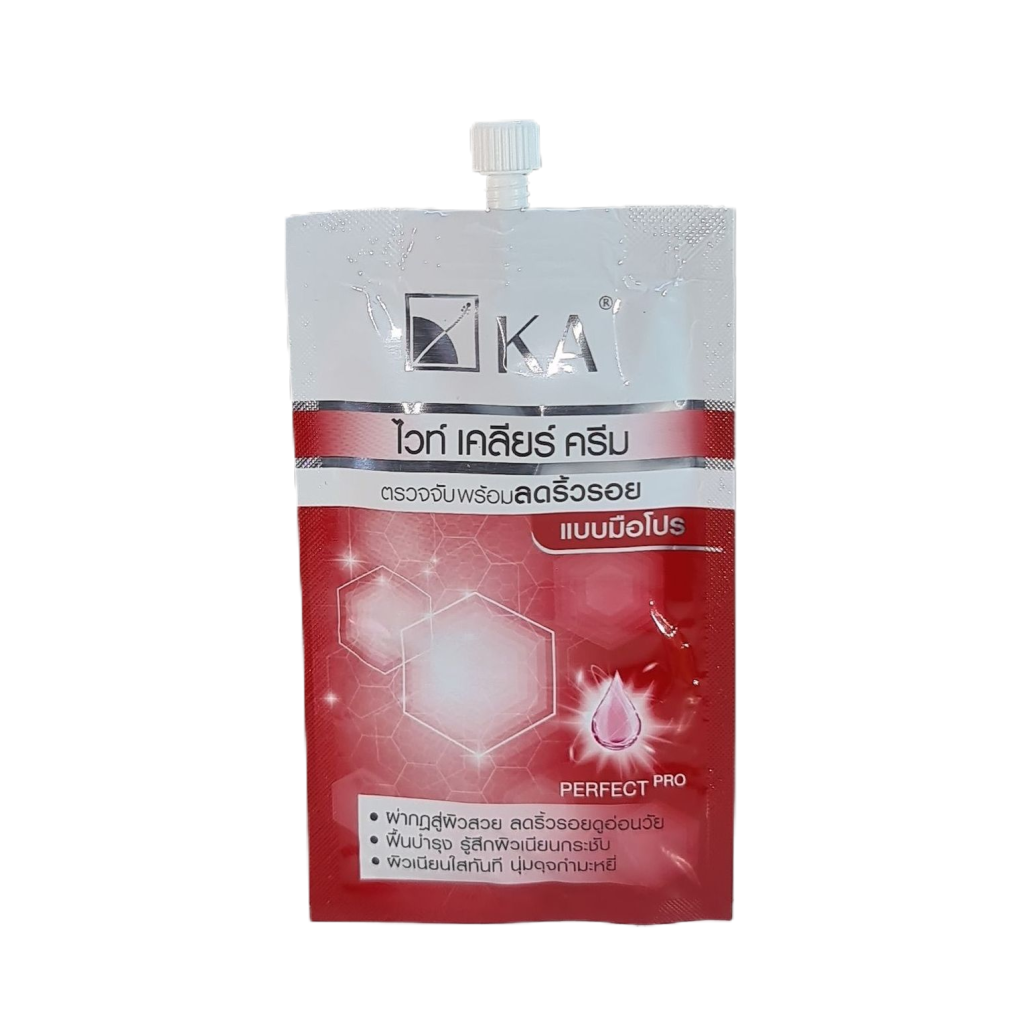 KA®
ไวท์ เคลียร์ ครีม
ตรวจจับพร้อมลดริ้วรอย
แบบมือโปร
PERFECT PRO
• ผ่ากฎสู่ผิวสวย ลดริ้วรอยดูอ่อนวัย
• ฟื้นบำรุง รู้สึกผิวเนียนกระชับ
• ผิวเนียนใสทันที นุ่มดุจกำมะหยี่